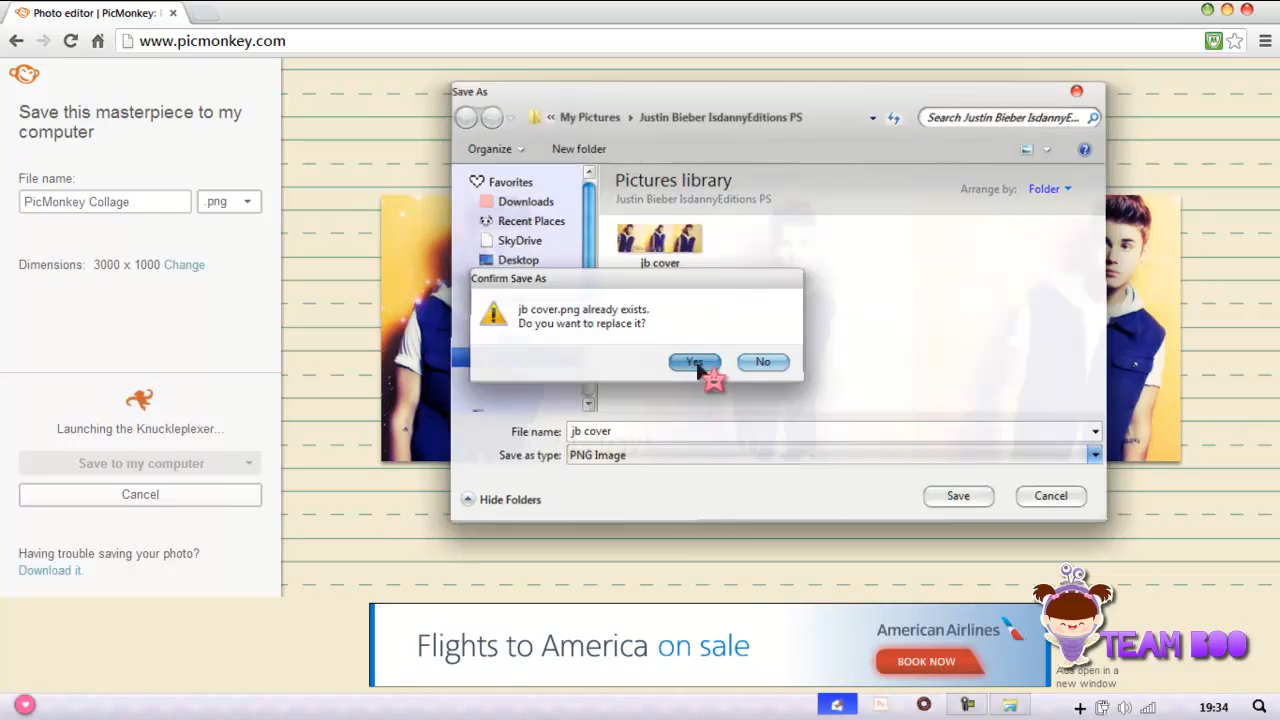 Photo editor | PicMonkey:
www.picmonkey.com
Save this masterpiece to my
computer
File name:
PicMonkey Collage
.png
Dimensions: 3000 x 1000 Change
Launching the Knuckleplexer...
Save to my computer
Cancel
Having trouble saving your photo?
Download it.
Save As
« My Pictures
Justin Bieber IsdannyEditions PS
Search Justin Bieber IsdannyE...
Organize
New folder
Favorites
Downloads
Recent Places
SkyDrive
Desktop
Pictures library
Justin Bieber IsdannyEditions PS
Arrange by: Folder
jb cover
Confirm Save As
jb cover.png already exists.
Do you want to replace it?
Yes
No
File name: jb cover
Save as type: PNG Image
Hide Folders
Save
Cancel
Flights to America on sale
American Airlines
BOOK NOW
TEAM BOO
Ads open in a
new window
19:34